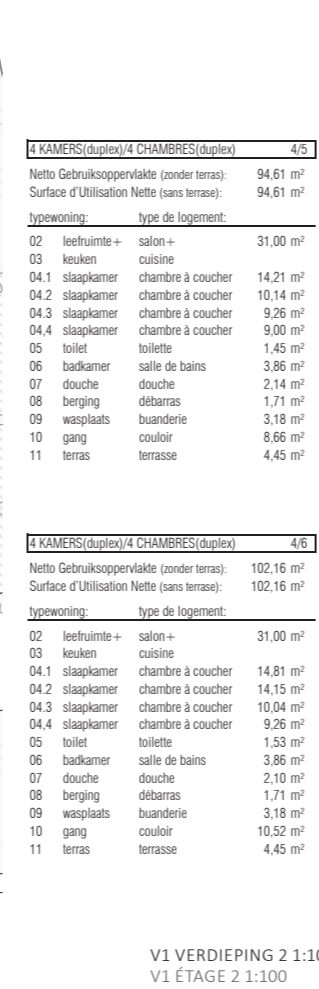 4 KAMERS(duplex)/4 CHAMBRES(duplex) 4/5
Netto Gebruiksoppervlakte (zonder terras): 94,61 m²
Surface d'Utilisation Nette (sans terrase): 94,61 m²
typewoning: type de logement:
02 leefruimte+ salon+ 31,00 m²
03 keuken cuisine
04.1 slaapkamer chambre à coucher 14,21 m²
04.2 slaapkamer chambre à coucher 10,14 m²
04.3 slaapkamer chambre à coucher 9,26 m²
04,4 slaapkamer chambre à coucher 9,00 m²
05 toilet toilette 1,45 m²
06 badkamer salle de bains 3,86 m²
07 douche douche 2,14 m²
08 berging débarras 1,71 m²
09 wasplaats buanderie 3,18 m²
10 gang couloir 8,66 m²
11 terras terrasse 4,45 m²
4 KAMERS(duplex)/4 CHAMBRES(duplex) 4/6
Netto Gebruiksoppervlakte (zonder terras): 102,16 m²
Surface d'Utilisation Nette (sans terrase): 102,16 m²
typewoning: type de logement:
02 leefruimte+ salon+ 31,00 m²
03 keuken cuisine
04.1 slaapkamer chambre à coucher 14,81 m²
04.2 slaapkamer chambre à coucher 14,15 m²
04.3 slaapkamer chambre à coucher 10,04 m²
04,4 slaapkamer chambre à coucher 9,26 m²
05 toilet toilette 1,53 m²
06 badkamer salle de bains 3,86 m²
07 douche douche 2,10 m²
08 berging débarras 1,71 m²
09 wasplaats buanderie 3,18 m²
10 gang couloir 10,52 m²
11 terras terrasse 4,45 m²
V1 VERDIEPING 2 1:10
V1 ÉTAGE 2 1:100